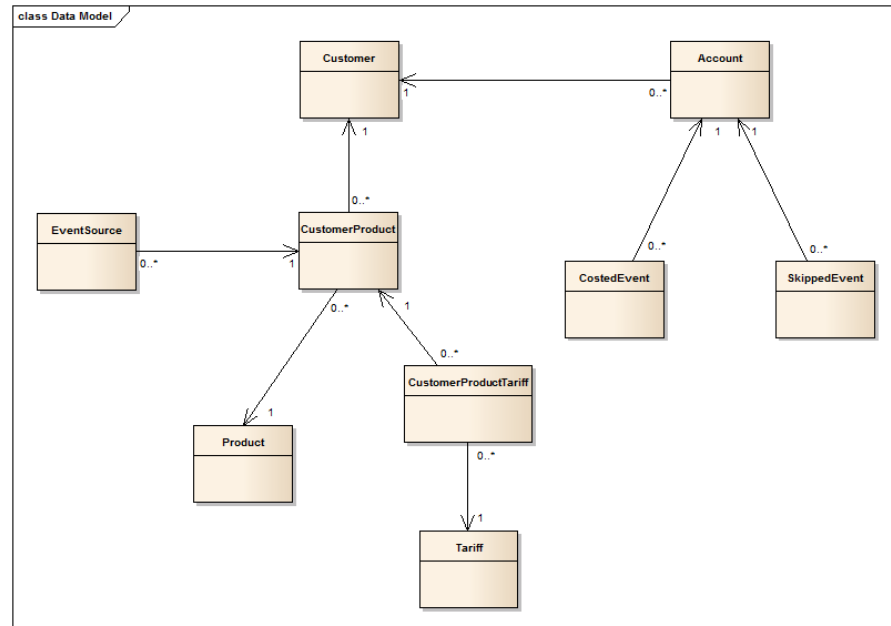 class Data Model
Customer
Account
1
0..*
1
1
1
0..*
EventSource
CustomerProduct
0..*
1
0..*
0..*
CostedEvent
SkippedEvent
0..*
1
0..*
CustomerProductTariff
1
Product
0..*
1
Tariff